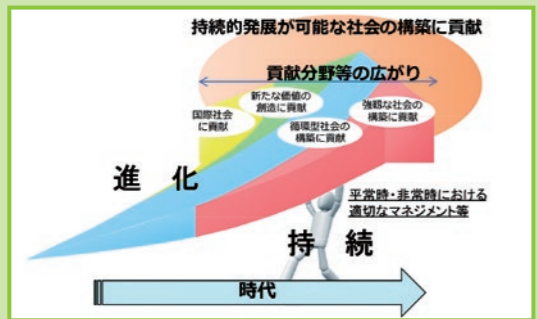 持続的発展が可能な社会の構築に貢献
貢献分野等の広がり
新たな価値の
創造に貢献
強靱な社会の
構築に貢献
国際社会
に貢献
循環型社会の
構築に貢献
進 化
平常時・非常時における
適切なマネジメント等
持 続
時代